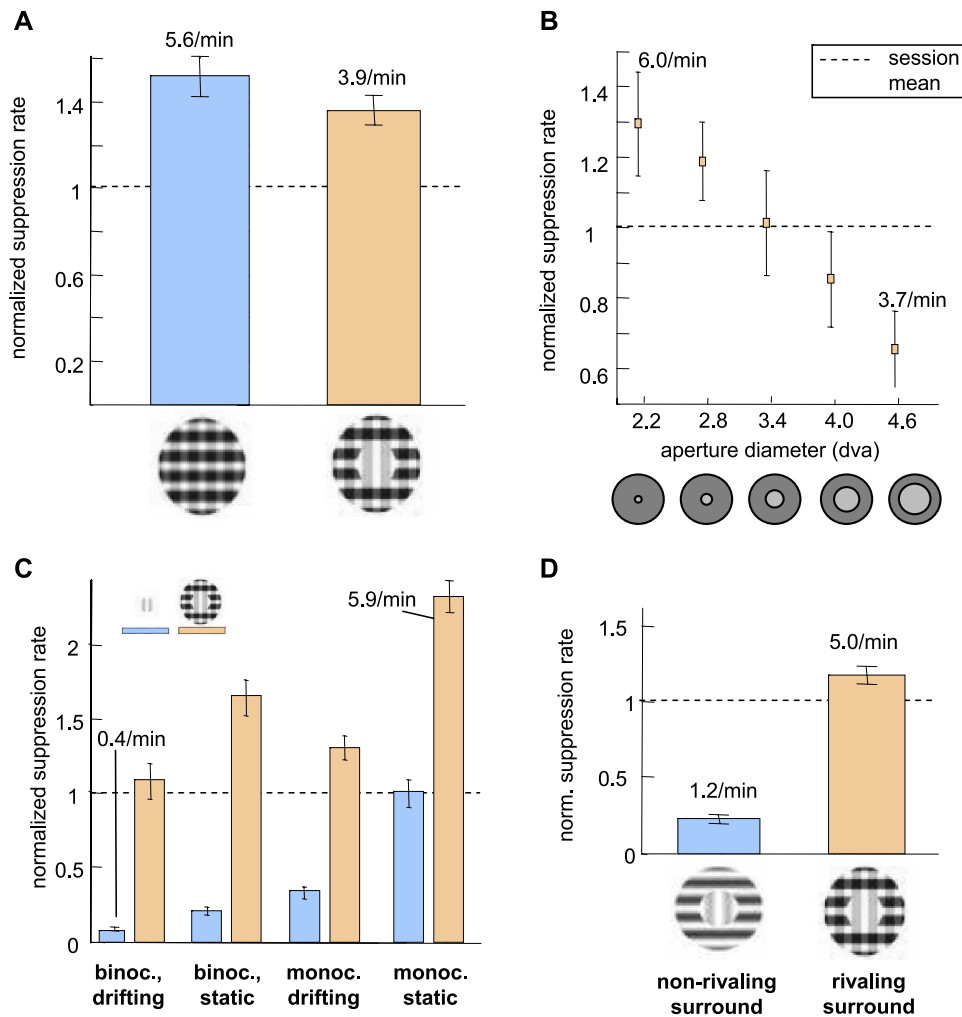 A
5.6/min
3.9/min
normalized suppression rate
1.4
1
0.6
0.2
B
session
mean
6.0/min
3.7/min
normalized suppression rate
1.4
1.2
1
0.8
0.6
2.2
2.8
3.4
4.0
4.6
aperture diameter (dva)
C
5.9/min
0.4/min
normalized suppression rate
2
1.5
1
0.5
0
binoc., drifting
binoc., static
monoc. drifting
monoc. static
D
5.0/min
1.2/min
norm. suppression rate
1.5
1
0.5
0
non-rivaling surround
rivaling surround